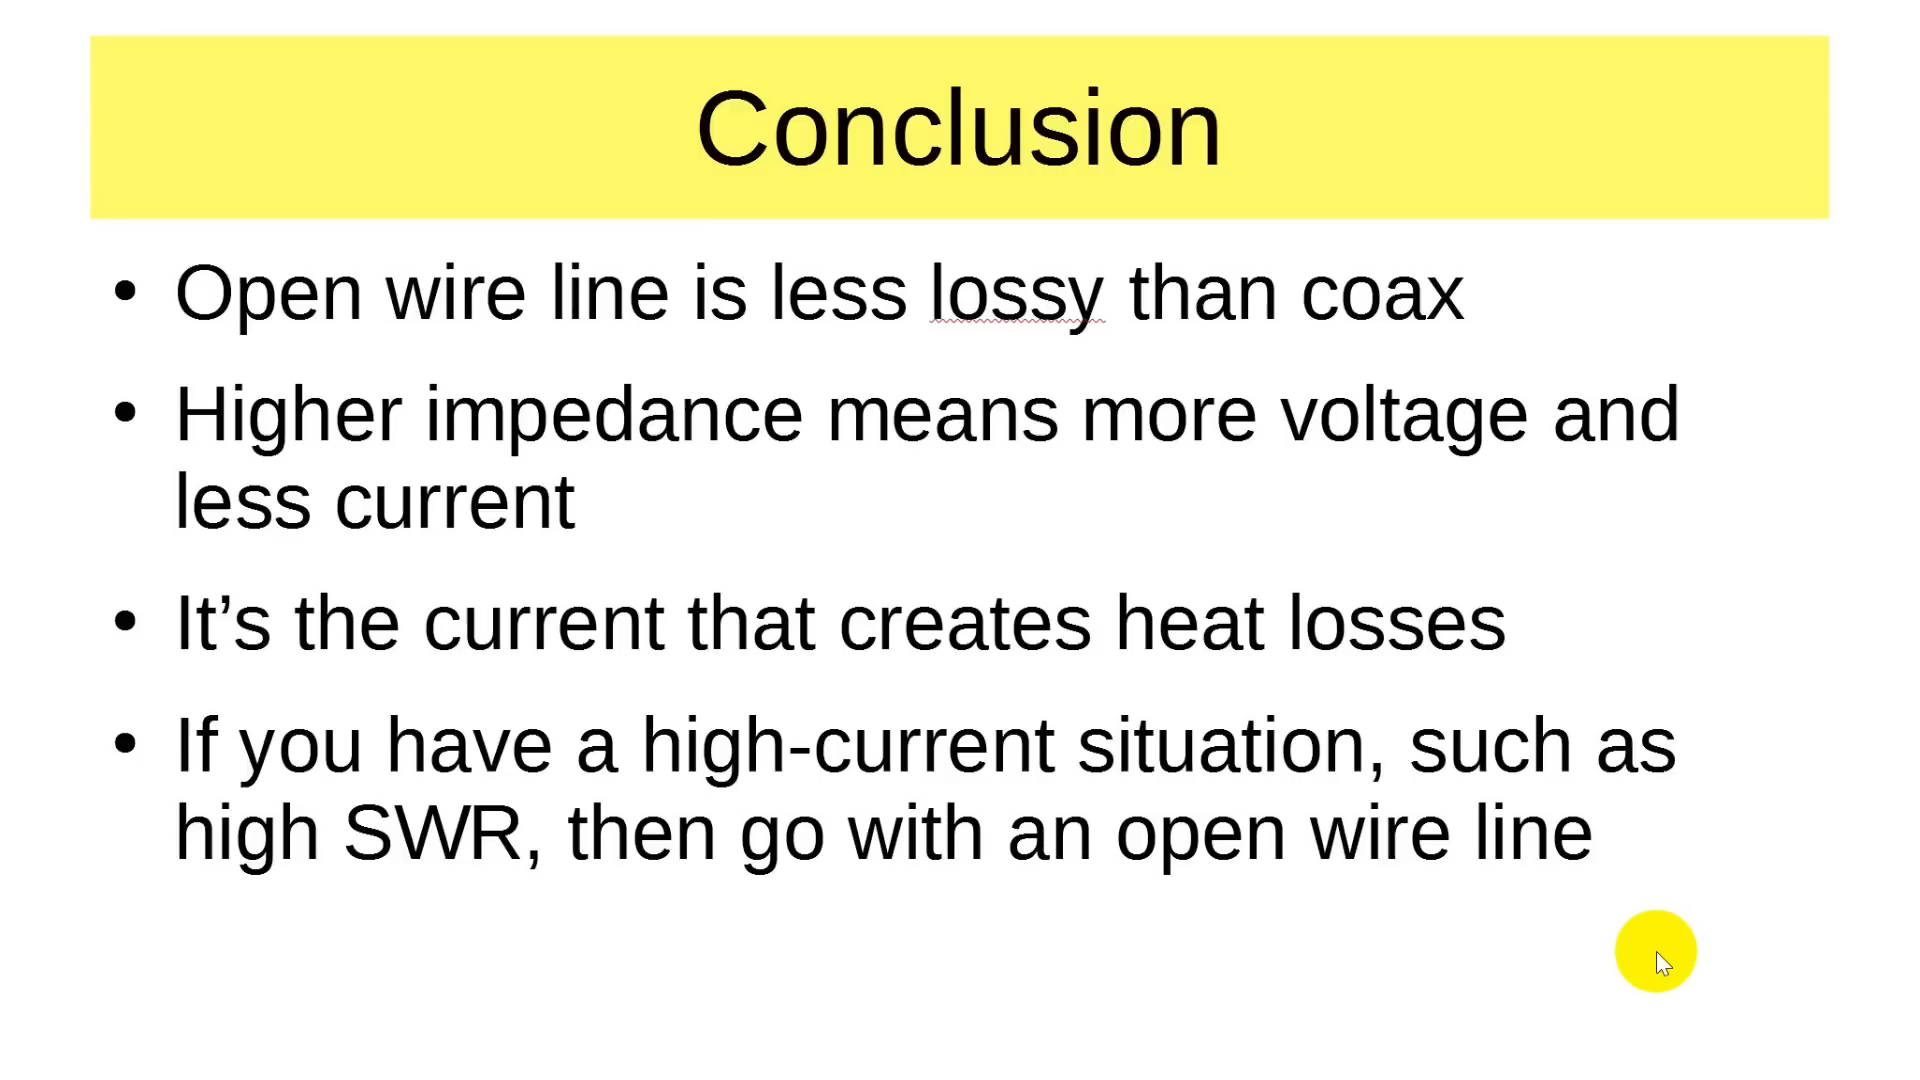 Conclusion
• Open wire line is less lossy than coax
• Higher impedance means more voltage and
less current
• It’s the current that creates heat losses
• If you have a high-current situation, such as
high SWR, then go with an open wire line